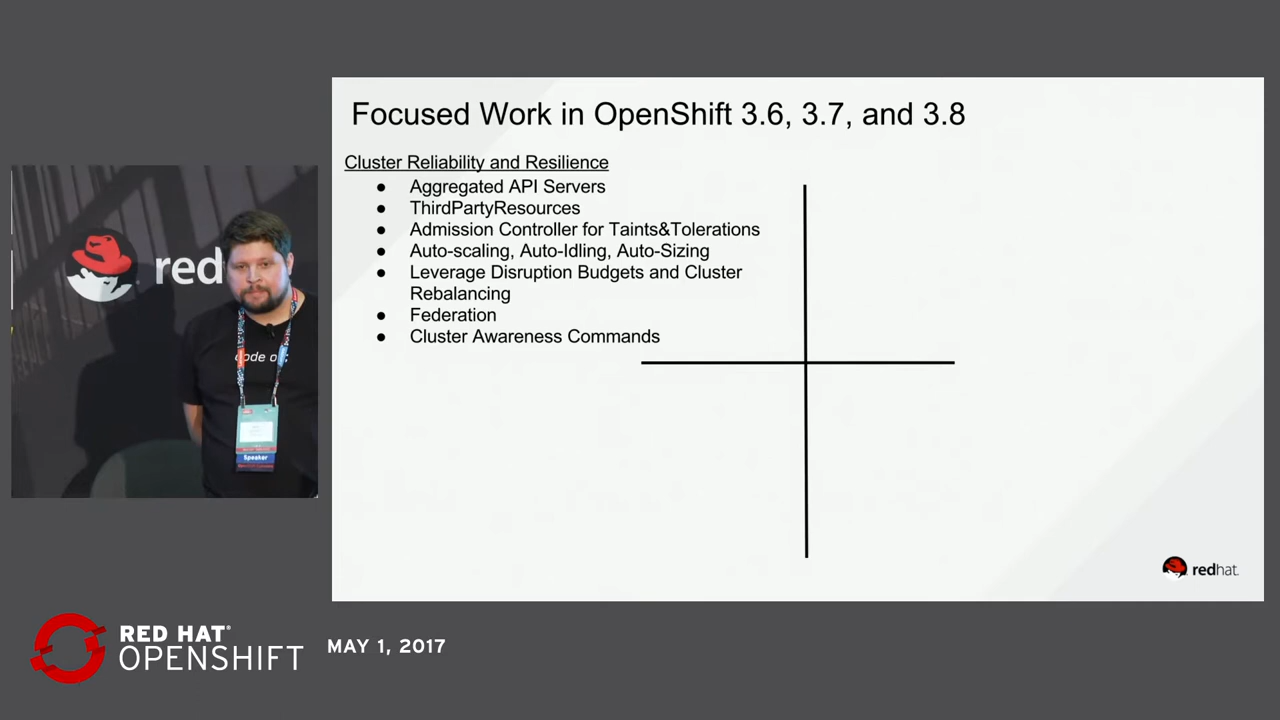 Focused Work in OpenShift 3.6, 3.7, and 3.8
Cluster Reliability and Resilience
● Aggregated API Servers
● ThirdPartyResources
● Admission Controller for Taints&Tolerations
● Auto-scaling, Auto-Idling, Auto-Sizing
● Leverage Disruption Budgets and Cluster
Rebalancing
● Federation
● Cluster Awareness Commands
red
code of:
Speaker
redhat.
RED HAT®
OPENSHIFT
MAY 1, 2017